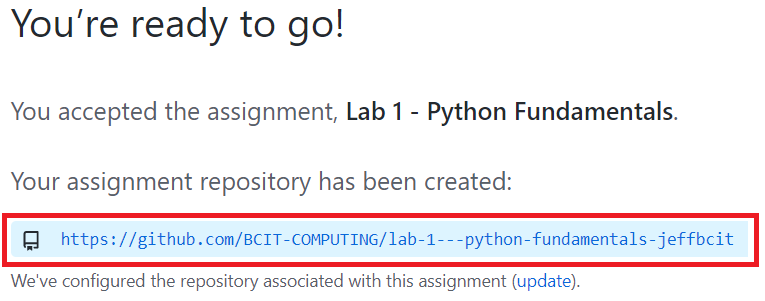 You’re ready to go!
You accepted the assignment, Lab 1 - Python Fundamentals.
Your assignment repository has been created:
https://github.com/BCIT-COMPUTING/lab-1---python-fundamentals-jeffbcit
We've configured the repository associated with this assignment (update).